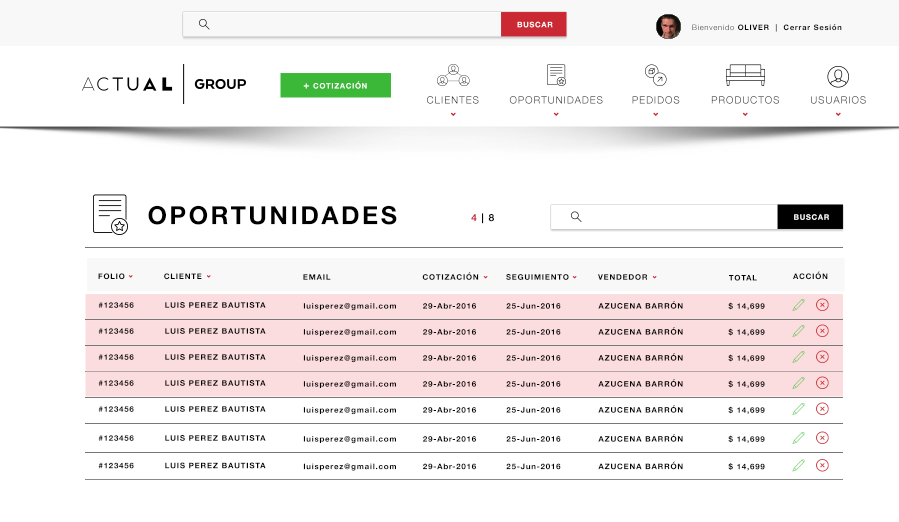 BUSCAR
Bienvenido OLIVER | Cerrar Sesión
ACTUAL | GROUP
+ COTIZACIÓN
CLIENTES
OPORTUNIDADES
PEDIDOS
PRODUCTOS
USUARIOS
OPORTUNIDADES
4 | 8
BUSCAR
FOLIO CLIENTE EMAIL COTIZACIÓN SEGUIMIENTO VENDEDOR TOTAL ACCIÓN
#123456 LUIS PEREZ BAUTISTA luisperez@gmail.com 29-Abr-2016 25-Jun-2016 AZUCENA BARRÓN $ 14,699
#123456 LUIS PEREZ BAUTISTA luisperez@gmail.com 29-Abr-2016 25-Jun-2016 AZUCENA BARRÓN $ 14,699
#123456 LUIS PEREZ BAUTISTA luisperez@gmail.com 29-Abr-2016 25-Jun-2016 AZUCENA BARRÓN $ 14,699
#123456 LUIS PEREZ BAUTISTA luisperez@gmail.com 29-Abr-2016 25-Jun-2016 AZUCENA BARRÓN $ 14,699
#123456 LUIS PEREZ BAUTISTA luisperez@gmail.com 29-Abr-2016 25-Jun-2016 AZUCENA BARRÓN $ 14,699
#123456 LUIS PEREZ BAUTISTA luisperez@gmail.com 29-Abr-2016 25-Jun-2016 AZUCENA BARRÓN $ 14,699
#123456 LUIS PEREZ BAUTISTA luisperez@gmail.com 29-Abr-2016 25-Jun-2016 AZUCENA BARRÓN $ 14,699